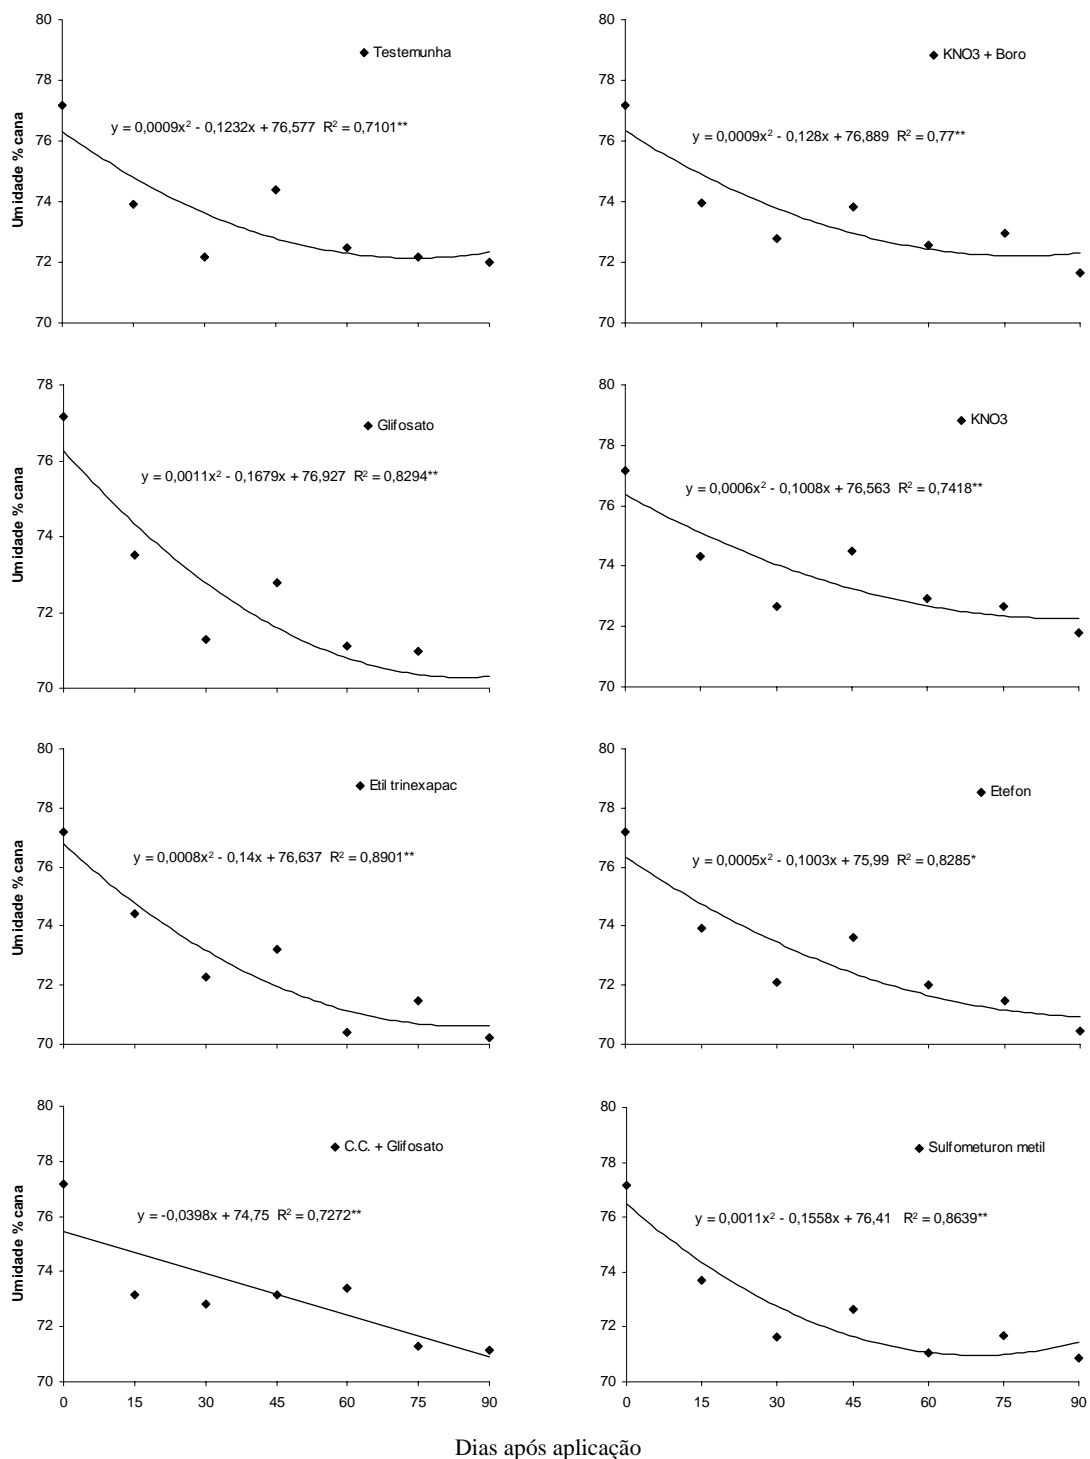 80
78
76
74
72
70
Umidade % cana
Testemunha
y = 0,0009x² - 0,1232x + 76,577 R² = 0,7101**
80
78
76
74
72
70
KNO3 + Boro
y = 0,0009x² - 0,128x + 76,889 R² = 0,77**
78
76
74
72
70
Umidade % cana
Glifosato
y = 0,0011x² - 0,1679x + 76,927 R² = 0,8294**
80
78
76
74
72
70
KNO3
y = 0,0006x² - 0,1008x + 76,563 R² = 0,7418**
80
78
76
74
72
70
Umidade % cana
Etil trinexapac
y = 0,0008x² - 0,14x + 76,637 R² = 0,8901**
80
78
76
74
72
70
Etefon
y = 0,0005x² - 0,1003x + 75,99 R² = 0,8285*
80
78
76
74
72
70
Umidade % cana
C.C. + Glifosato
y = -0,0398x + 74,75 R² = 0,7272**
0 15 30 45 60 75 90
80
78
76
74
72
70
Sulfometuron metil
y = 0,0011x² - 0,1558x + 76,41 R² = 0,8639**
0 15 30 45 60 75 90
Dias após aplicação